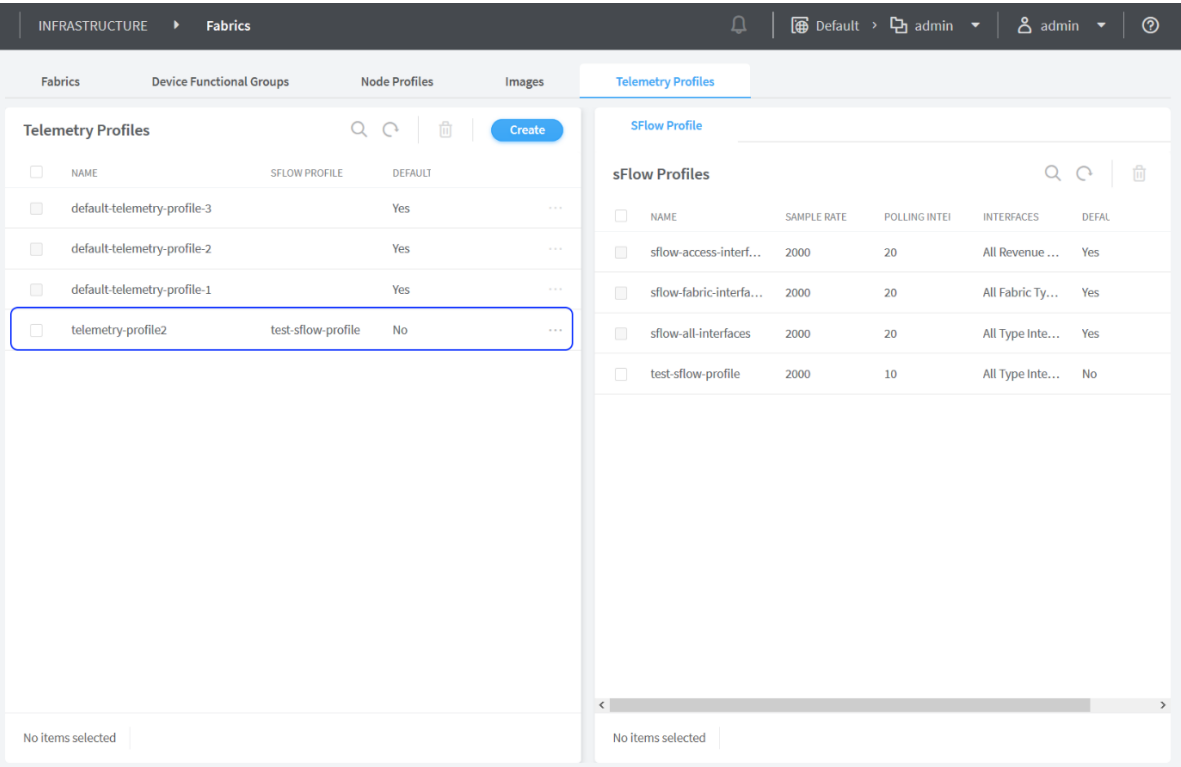 INFRASTRUCTURE Fabrics Default admin admin
Fabrics Device Functional Groups Node Profiles Images Telemetry Profiles
Telemetry Profiles Create
NAME SFLOW PROFILE DEFAULT
default-telemetry-profile-3 Yes ...
default-telemetry-profile-2 Yes ...
default-telemetry-profile-1 Yes ...
telemetry-profile2 test-sflow-profile No ...
No items selected
SFlow Profile
sFlow Profiles
NAME SAMPLE RATE POLLING INTEI INTERFACES DEFAU
sflow-access-interf... 2000 20 All Revenue ... Yes
sflow-fabric-interfa... 2000 20 All Fabric Ty... Yes
sflow-all-interfaces 2000 20 All Type Inte... Yes
test-sflow-profile 2000 10 All Type Inte... No
No items selected